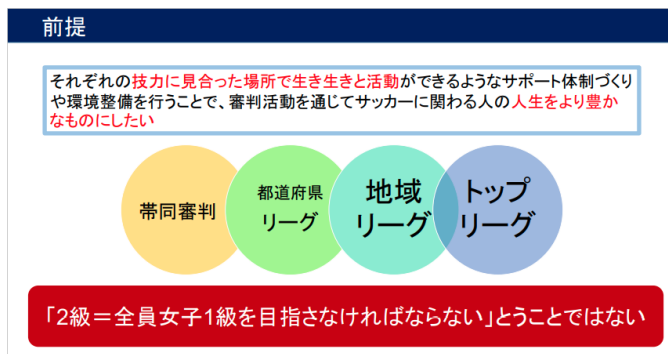 前提
それぞれの技力に見合った場所で生き生きと活動ができるようなサポート体制づくり
や環境整備を行うことで、審判活動を通じてサッカーに関わる人の人生をより豊か
なものにしたい
帯同審判
都道府県
リーグ
地域
リーグ
トップ
リーグ
「2級＝全員女子1級を目指さなければならない」とうことではない